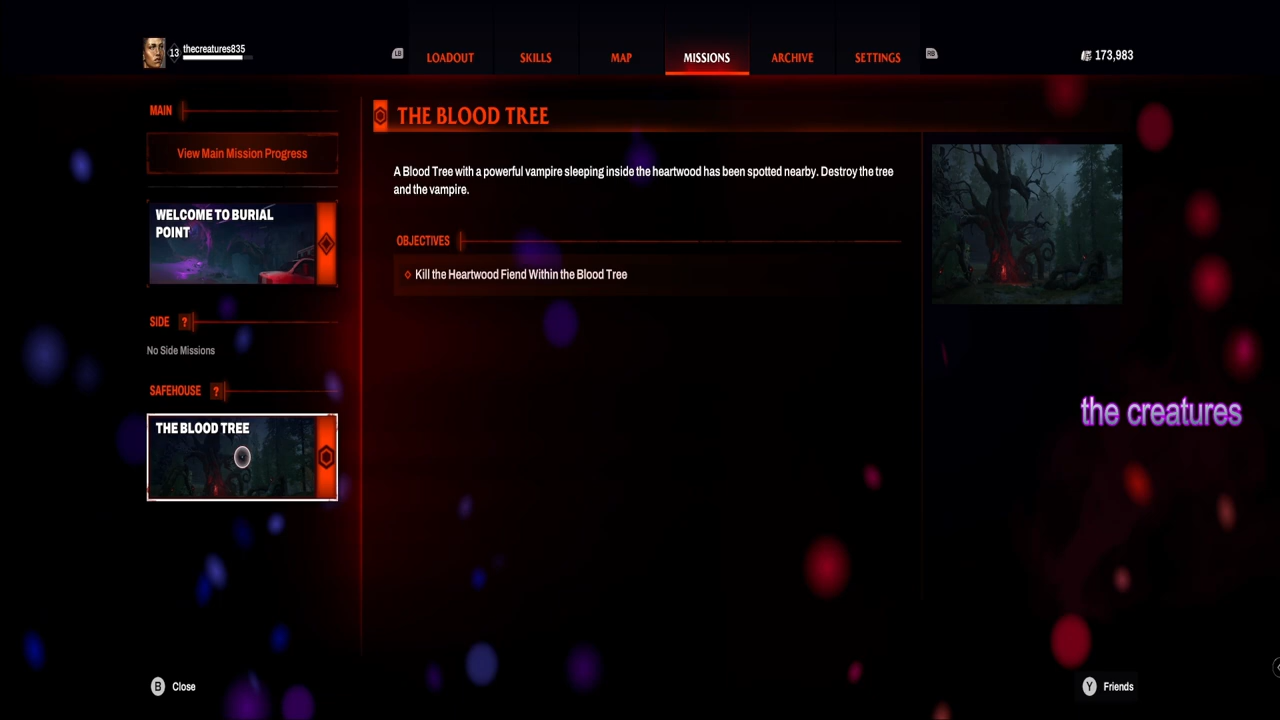 13 thecreatures835
LB LOADOUT SKILLS MAP MISSIONS ARCHIVE SETTINGS RB
173,983
MAIN
View Main Mission Progress
WELCOME TO BURIAL
POINT
SIDE ?
No Side Missions
SAFEHOUSE ?
THE BLOOD TREE
THE BLOOD TREE
A Blood Tree with a powerful vampire sleeping inside the heartwood has been spotted nearby. Destroy the tree
and the vampire.
OBJECTIVES
Kill the Heartwood Fiend Within the Blood Tree
the creatures
B Close
Y Friends